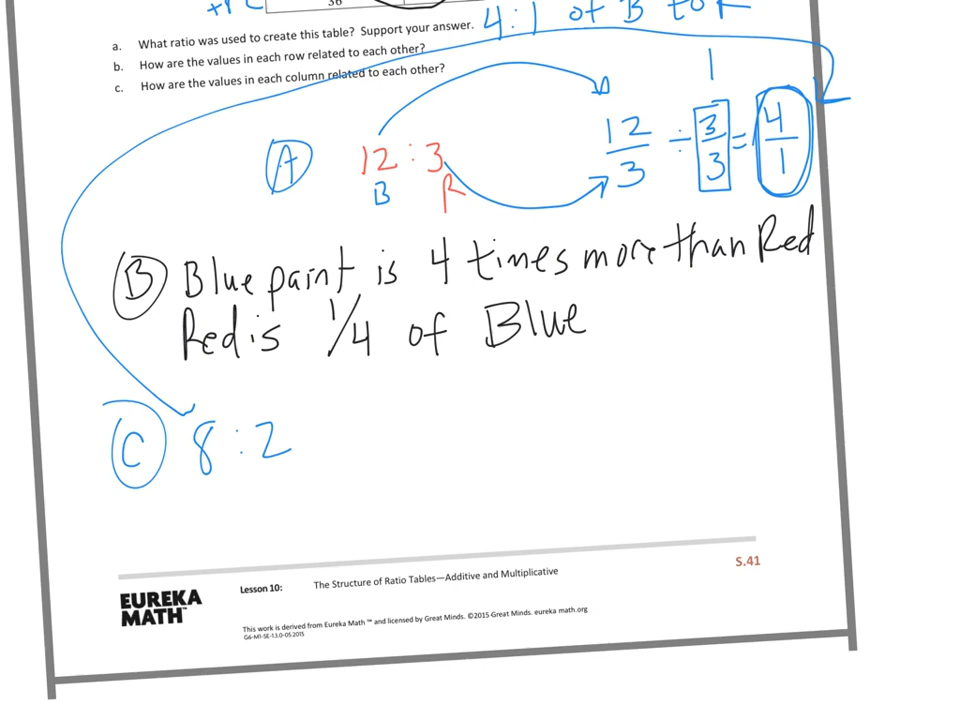 36
4:1 of B to R
a. What ratio was used to create this table? Support your answer.
b. How are the values in each row related to each other?
c. How are the values in each column related to each other?
1
A 12:3 12/3 ÷ 3/3 = 4/1
B R
B Blue paint is 4 times more than Red
Red is 1/4 of Blue
C 8:2
S.41
EUREKA MATH™
Lesson 10: The Structure of Ratio Tables—Additive and Multiplicative
This work is derived from Eureka Math ™ and licensed by Great Minds. ©2015 Great Minds. eureka math.org
G6-M1-SE-1.3.0-05.2015